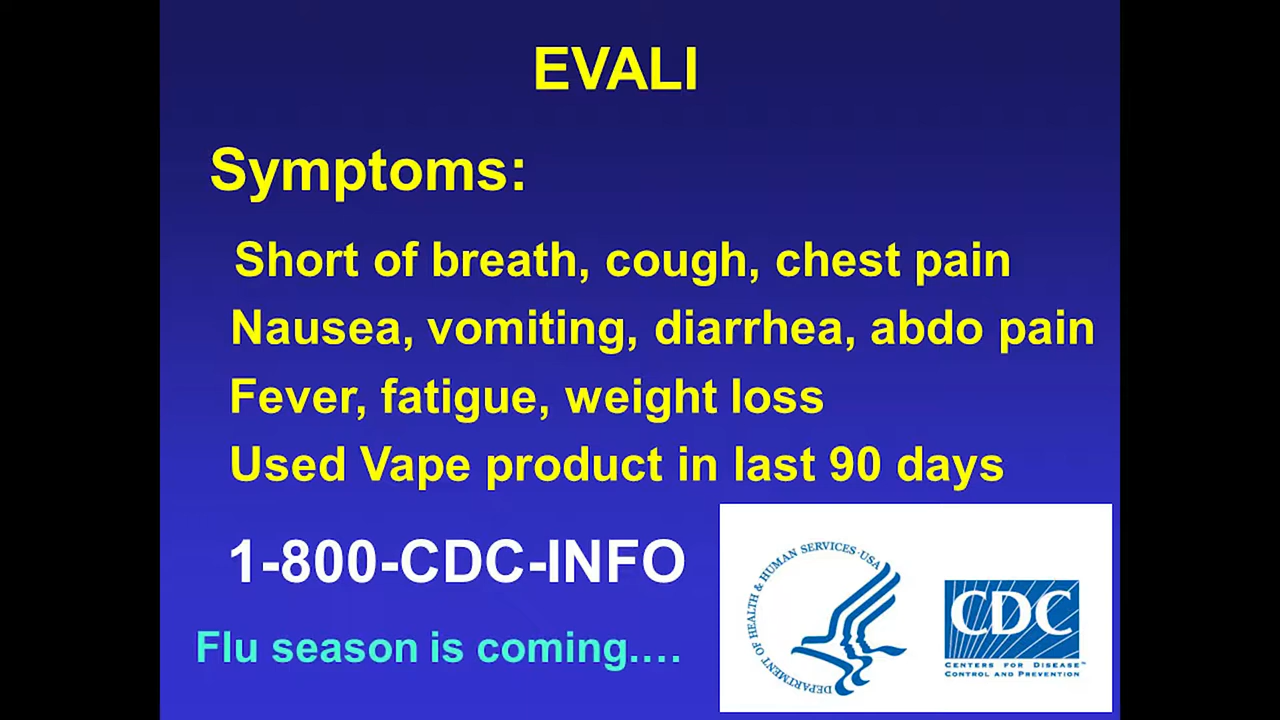 EVALI
Symptoms:
Short of breath, cough, chest pain
Nausea, vomiting, diarrhea, abdo pain
Fever, fatigue, weight loss
Used Vape product in last 90 days
1-800-CDC-INFO
Flu season is coming....
DEPARTMENT OF HEALTH & HUMAN SERVICES·USA
CDC
CENTERS FOR DISEASE™
CONTROL AND PREVENTION